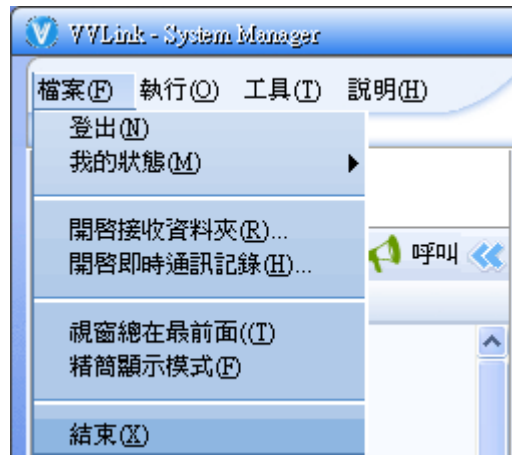 VVLink - System Manager
檔案(F) 執行(O) 工具(T) 說明(H)
登出(N)
我的狀態(M)
開啓接收資料夾(R)...
開啓即時通訊記錄(H)...
呼叫
視窗總在最前面((T)
精簡顯示模式(F)
結束(X)